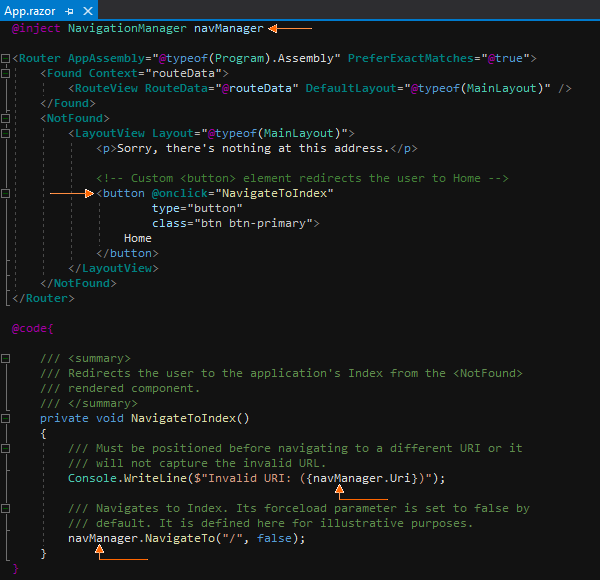 App.razor
@inject NavigationManager navManager
<Router AppAssembly="@typeof(Program).Assembly" PreferExactMatches="@true">
    <Found Context="routeData">
        <RouteView RouteData="@routeData" DefaultLayout="@typeof(MainLayout)" />
    </Found>
    <NotFound>
        <LayoutView Layout="@typeof(MainLayout)">
            <p>Sorry, there's nothing at this address.</p>
            <!-- Custom <button> element redirects the user to Home -->
            <button @onclick="NavigateToIndex"
                    type="button"
                    class="btn btn-primary">
                Home
            </button>
        </LayoutView>
    </NotFound>
</Router>
@code{
    /// <summary>
    /// Redirects the user to the application's Index from the <NotFound>
    /// rendered component.
    /// </summary>
    private void NavigateToIndex()
    {
        /// Must be positioned before navigating to a different URI or it
        /// will not capture the invalid URL.
        Console.WriteLine($"Invalid URI: ({navManager.Uri})");
        /// Navigates to Index. Its forceload parameter is set to false by
        /// default. It is defined here for illustrative purposes.
        navManager.NavigateTo("/", false);
    }
}